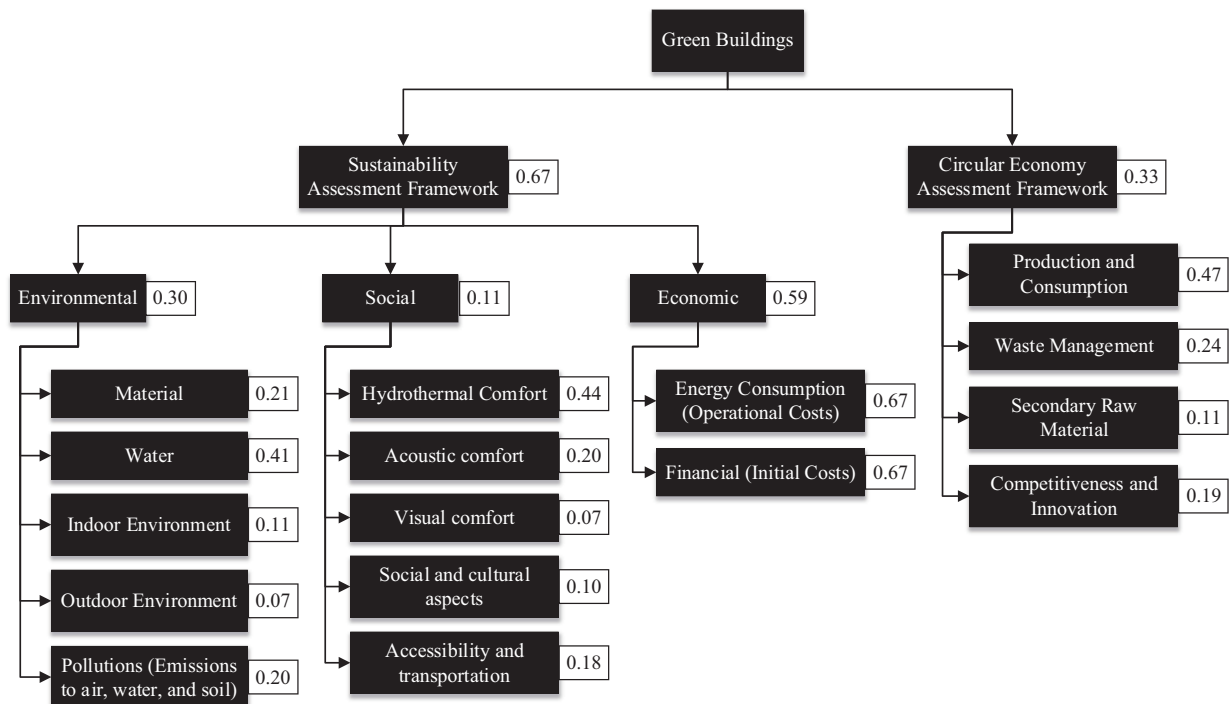 Green Buildings
Sustainability
Assessment Framework
0.67
Circular Economy
Assessment Framework
0.33
Environmental
0.30
Social
0.11
Economic
0.59
Material
0.21
Water
0.41
Indoor Environment
0.11
Outdoor Environment
0.07
Pollutions (Emissions
to air, water, and soil)
0.20
Hydrothermal Comfort
0.44
Acoustic comfort
0.20
Visual comfort
0.07
Social and cultural
aspects
0.10
Accessibility and
transportation
0.18
Energy Consumption
(Operational Costs)
0.67
Financial (Initial Costs)
0.67
Production and
Consumption
0.47
Waste Management
0.24
Secondary Raw
Material
0.11
Competitiveness and
Innovation
0.19